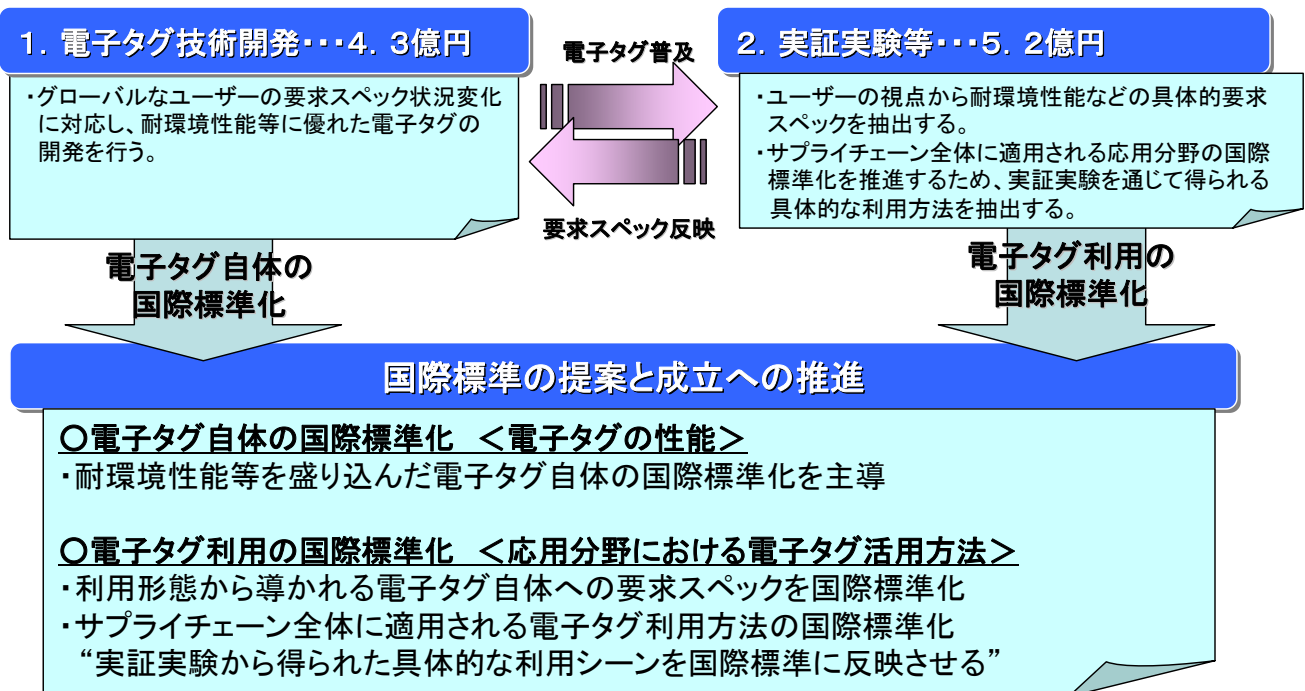 1．電子タグ技術開発・・・4．3億円
・グローバルなユーザーの要求スペック状況変化
に対応し、耐環境性能等に優れた電子タグの
開発を行う。
電子タグ普及
要求スペック反映
2．実証実験等・・・5．2億円
・ユーザーの視点から耐環境性能などの具体的要求
スペックを抽出する。
・サプライチェーン全体に適用される応用分野の国際
標準化を推進するため、実証実験を通じて得られる
具体的な利用方法を抽出する。
電子タグ自体の
国際標準化
電子タグ利用の
国際標準化
国際標準の提案と成立への推進
〇電子タグ自体の国際標準化　＜電子タグの性能＞
・耐環境性能等を盛り込んだ電子タグ自体の国際標準化を主導
〇電子タグ利用の国際標準化　＜応用分野における電子タグ活用方法＞
・利用形態から導かれる電子タグ自体への要求スペックを国際標準化
・サプライチェーン全体に適用される電子タグ利用方法の国際標準化
“実証実験から得られた具体的な利用シーンを国際標準に反映させる”